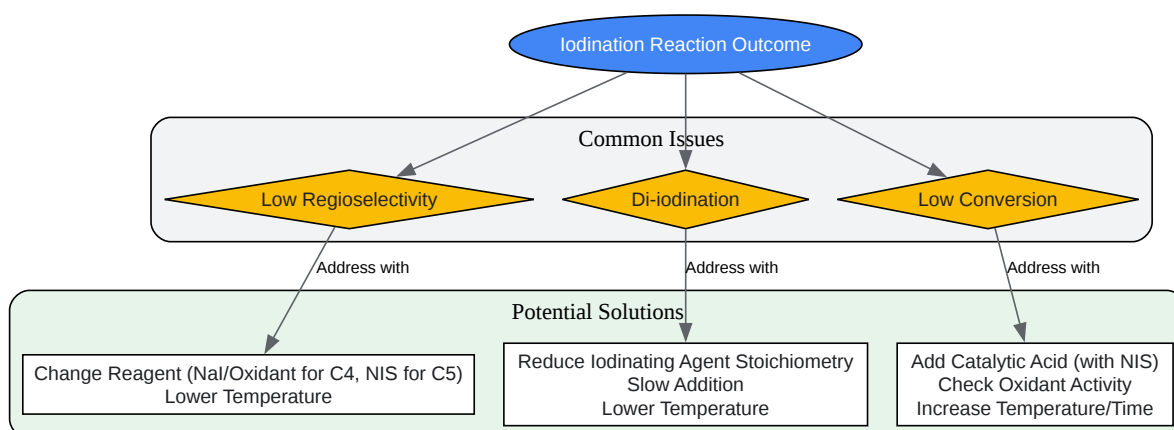 Iodination Reaction Outcome
Common Issues
Low Regioselectivity
Di-iodination
Low Conversion
Address with
Address with
Address with
Potential Solutions
Change Reagent (NaI/Oxidant for C4, NIS for C5)
Lower Temperature
Reduce Iodinating Agent Stoichiometry
Slow Addition
Lower Temperature
Add Catalytic Acid (with NIS)
Check Oxidant Activity
Increase Temperature/Time